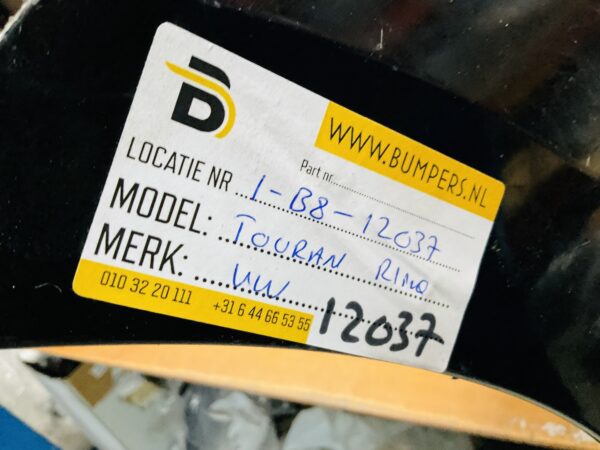 WWW.BUMPERS.NL
Part nr.
LOCATIE NR 1-B8-12037
MODEL: TOURAN
MERK: VW
010 32 20 111 +31 6 44 66 53 55
12037